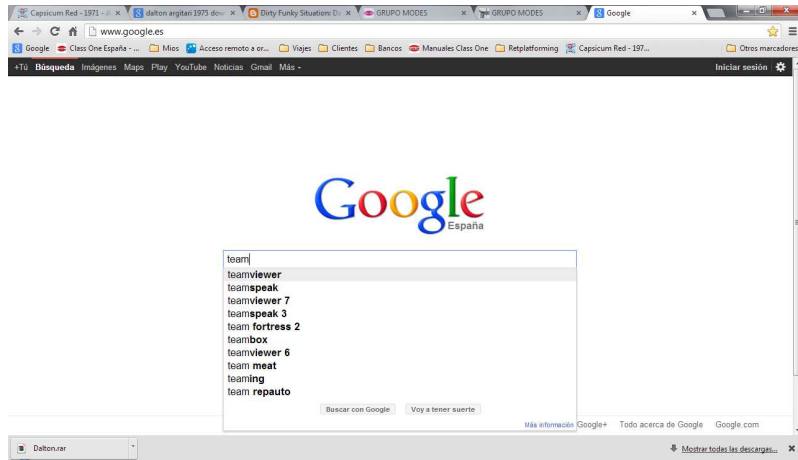 Capsicum Red - 1971 - A dalton argitari 1975 dow Dirty Funky Situation: Da GRUPO MODES GRUPO MODES Google
www.google.es
Google Class One España - ... Mios Acceso remoto a or... Viajes Clientes Bancos Manuales Class One Retplatforming Capsicum Red - 197... Otros marcadores
+Tú Búsqueda Imágenes Maps Play YouTube Noticias Gmail Más Iniciar sesión
Google
España
team
teamviewer
teamspeak
teamviewer 7
teamspeak 3
team fortress 2
teambox
teamviewer 6
team meat
teaming
team repauto
Buscar con Google Voy a tener suerte
Más información Google+ Todo acerca de Google Google.com
Dalton.rar Mostrar todas las descargas...